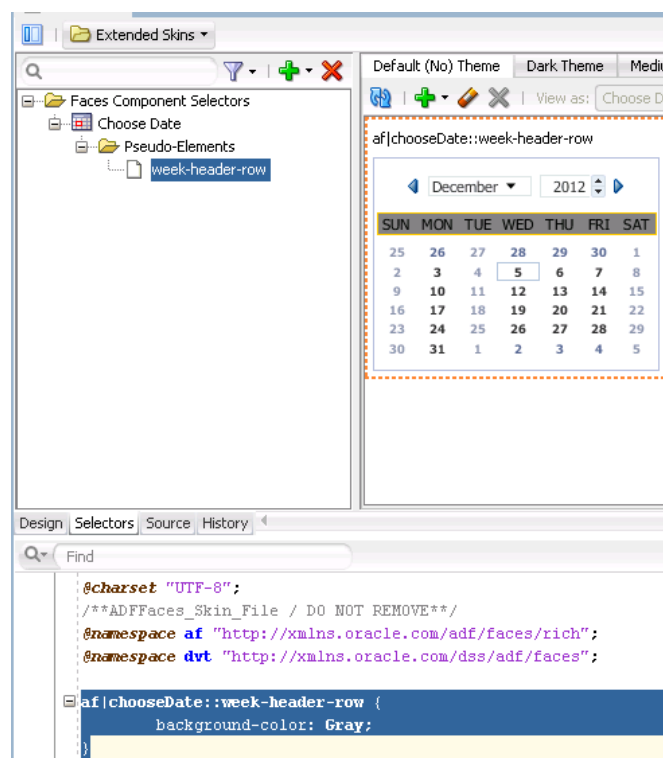 Extended Skins
Default (No) Theme Dark Theme Mediu
View as: Choose D
Faces Component Selectors
Choose Date
Pseudo-Elements
week-header-row
af|chooseDate::week-header-row
December 2012
SUN MON TUE WED THU FRI SAT
25 26 27 28 29 30 1
2 3 4 5 6 7 8
9 10 11 12 13 14 15
16 17 18 19 20 21 22
23 24 25 26 27 28 29
30 31 1 2 3 4 5
Design Selectors Source History
Find
@charset "UTF-8";
/**ADFFaces_Skin_File / DO NOT REMOVE**/
@namespace af "http://xmlns.oracle.com/adf/faces/rich";
@namespace dvt "http://xmlns.oracle.com/dss/adf/faces";
af|chooseDate::week-header-row {
background-color: Gray;
}